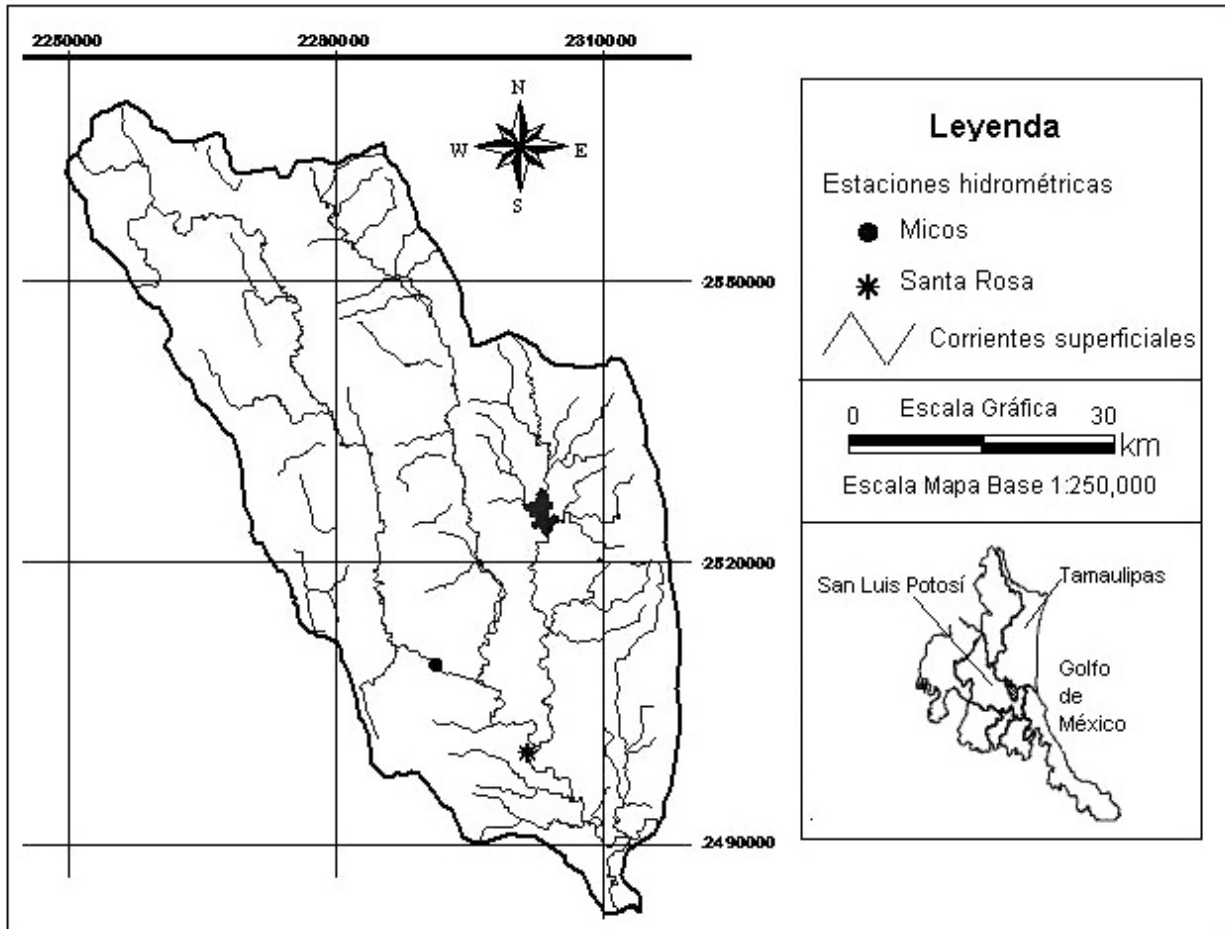 2250000 2280000 2310000
N
W E
S
2550000
2520000
2490000
Leyenda
Estaciones hidrométricas
Micos
Santa Rosa
Corrientes superficiales
0 Escala Gráfica 30
km
Escala Mapa Base 1:250,000
San Luis Potosí
Tamaulipas
Golfo
de
México